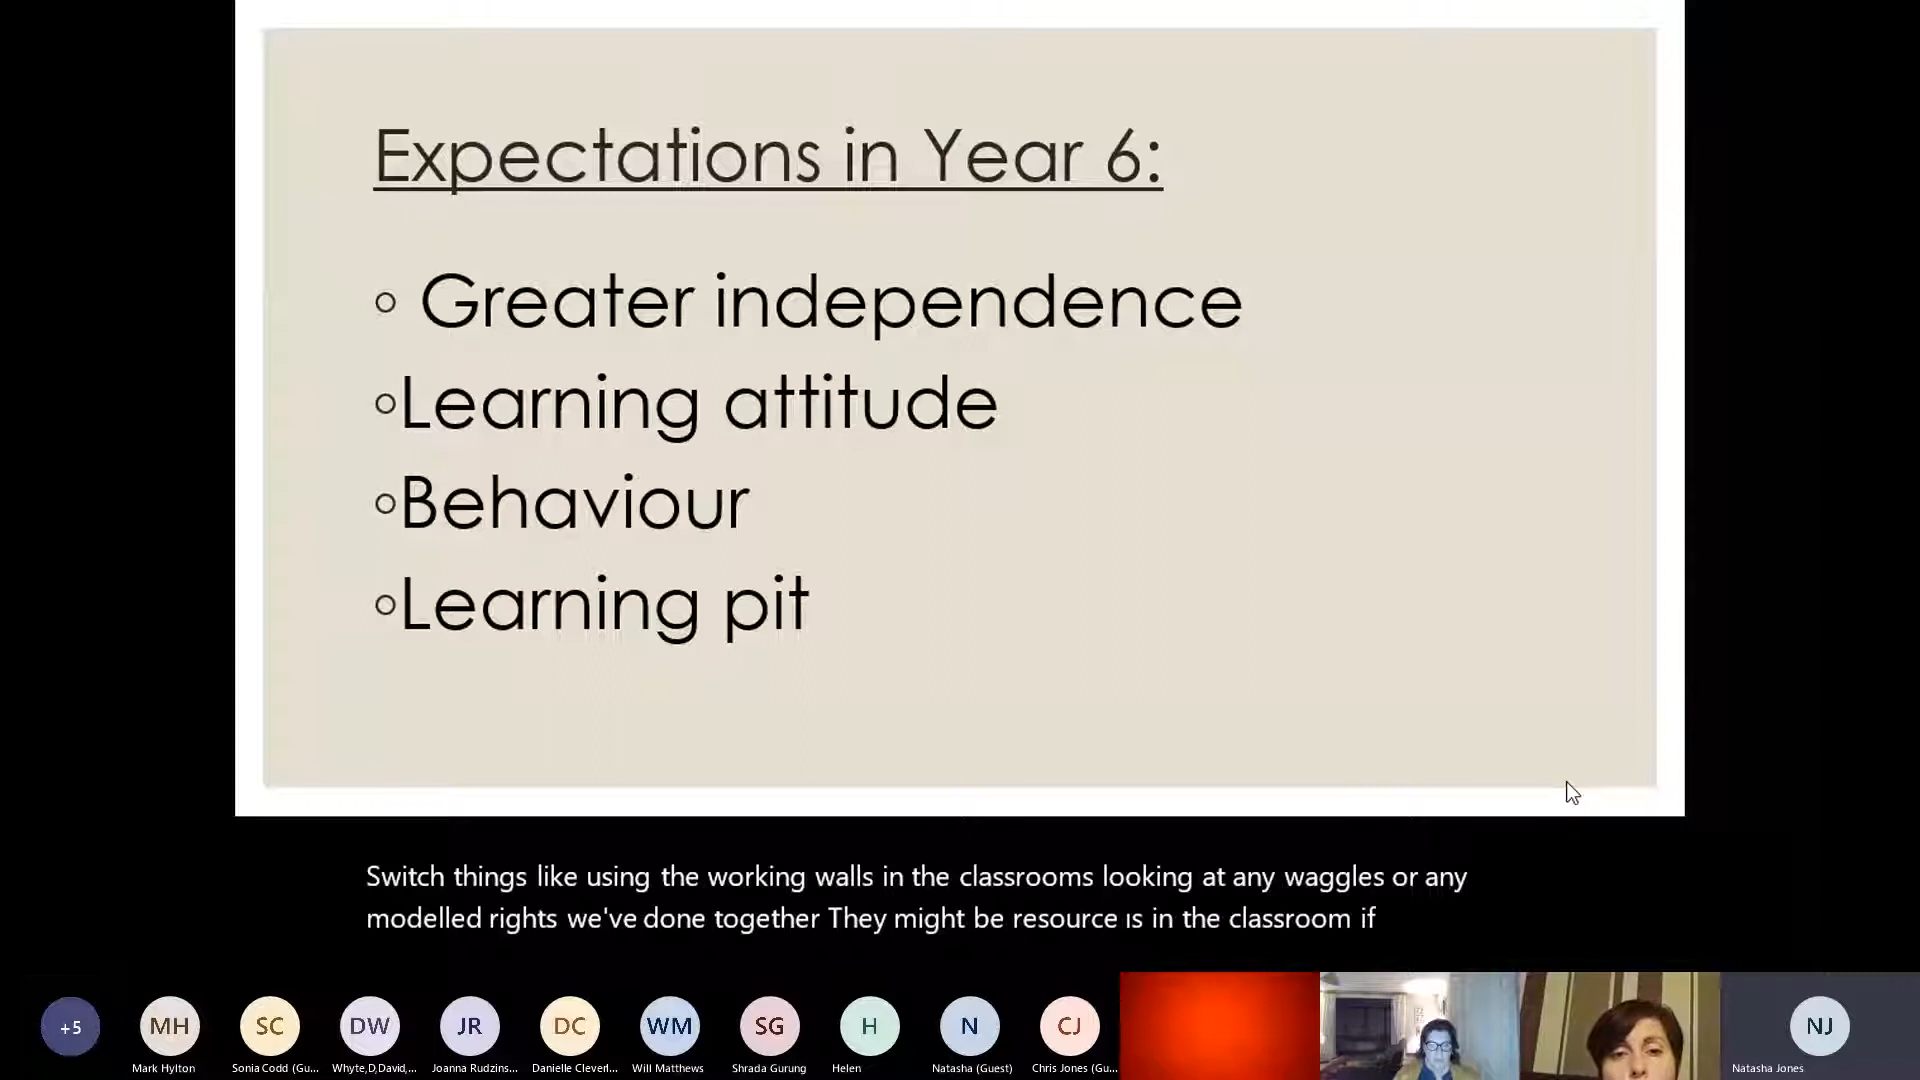 Expectations in Year 6:
◦ Greater independence
◦Learning attitude
◦Behaviour
◦Learning pit
Switch things like using the working walls in the classrooms looking at any waggles or any
modelled rights we've done together They might be resource is in the classroom if
+5
MH
SC
DW
JR
DC
WM
SG
H
N
CJ
NJ
Mark Hylton
Sonia Codd (Gu...
Whyte,D,David,...
Joanna Rudzins...
Danielle Cleverl...
Will Matthews
Shrada Gurung
Helen
Natasha (Guest)
Chris Jones (Gu...
Natasha Jones